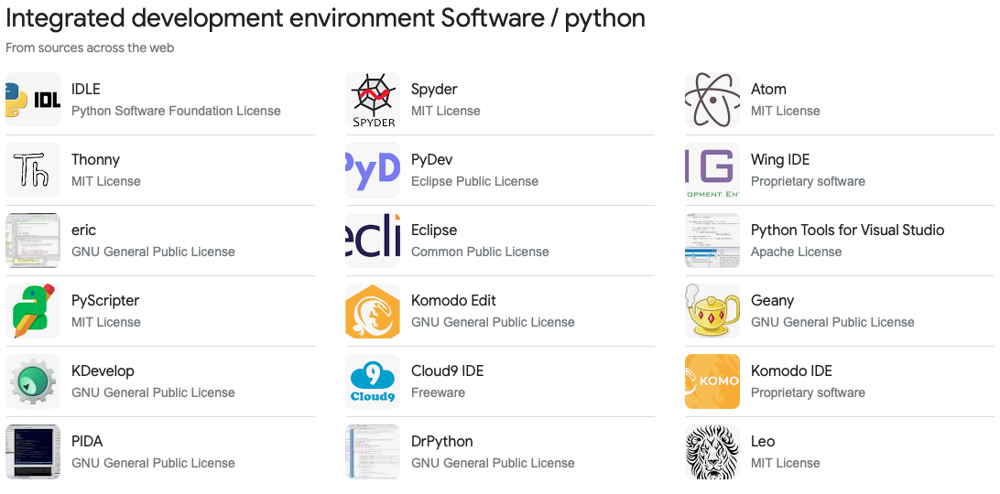 Integrated development environment Software / python
From sources across the web
IDL
IDLE
Python Software Foundation License
SPYDER
Spyder
MIT License
Atom
MIT License
Th
Thonny
MIT License
PyD
PyDev
Eclipse Public License
IG
OPMENT EN
Wing IDE
Proprietary software
eric
GNU General Public License
ecli
Eclipse
Common Public License
Python Tools for Visual Studio
Apache License
PyScripter
MIT License
Komodo Edit
GNU General Public License
Geany
GNU General Public License
KDevelop
GNU General Public License
9
Cloud9
Cloud9 IDE
Freeware
KOMO
Komodo IDE
Proprietary software
PIDA
GNU General Public License
DrPython
GNU General Public License
Leo
MIT License